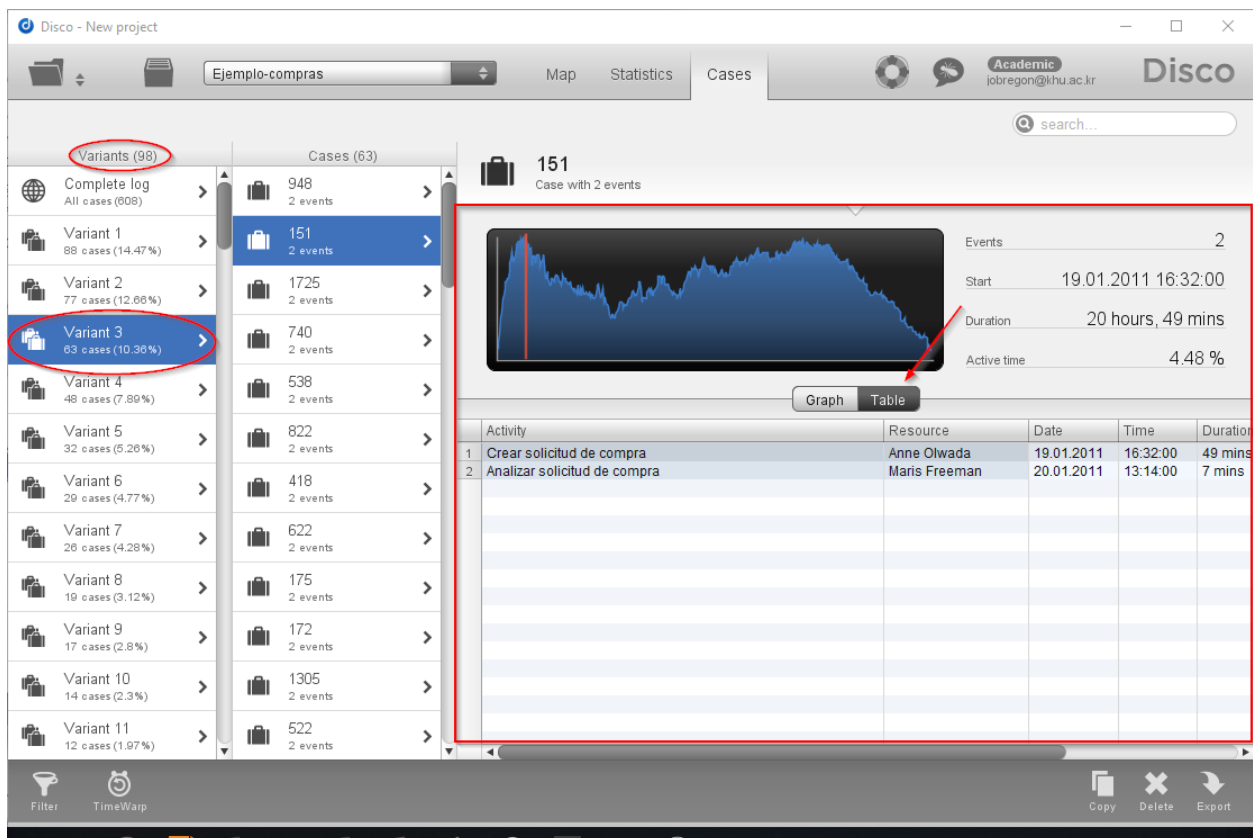 Disco - New project
Ejemplo-compras
Map Statistics Cases
Academic
jobregon@khu.ac.kr
Disco
search...
Variants (98)
Complete log
All cases (608)
Variant 1
88 cases (14.47%)
Variant 2
77 cases (12.66%)
Variant 3
63 cases (10.36%)
Variant 4
48 cases (7.89%)
Variant 5
32 cases (5.26%)
Variant 6
29 cases (4.77%)
Variant 7
26 cases (4.28%)
Variant 8
19 cases (3.12%)
Variant 9
17 cases (2.8%)
Variant 10
14 cases (2.3%)
Variant 11
12 cases (1.97%)
Cases (63)
948
2 events
151
2 events
1725
2 events
740
2 events
538
2 events
822
2 events
418
2 events
622
2 events
175
2 events
172
2 events
1305
2 events
522
2 events
151
Case with 2 events
Events 2
Start 19.01.2011 16:32:00
Duration 20 hours, 49 mins
Active time 4.48 %
Graph Table
Activity Resource Date Time Duration
1 Crear solicitud de compra Anne Olwada 19.01.2011 16:32:00 49 mins
2 Analizar solicitud de compra Maris Freeman 20.01.2011 13:14:00 7 mins
Filter TimeWarp Copy Delete Export